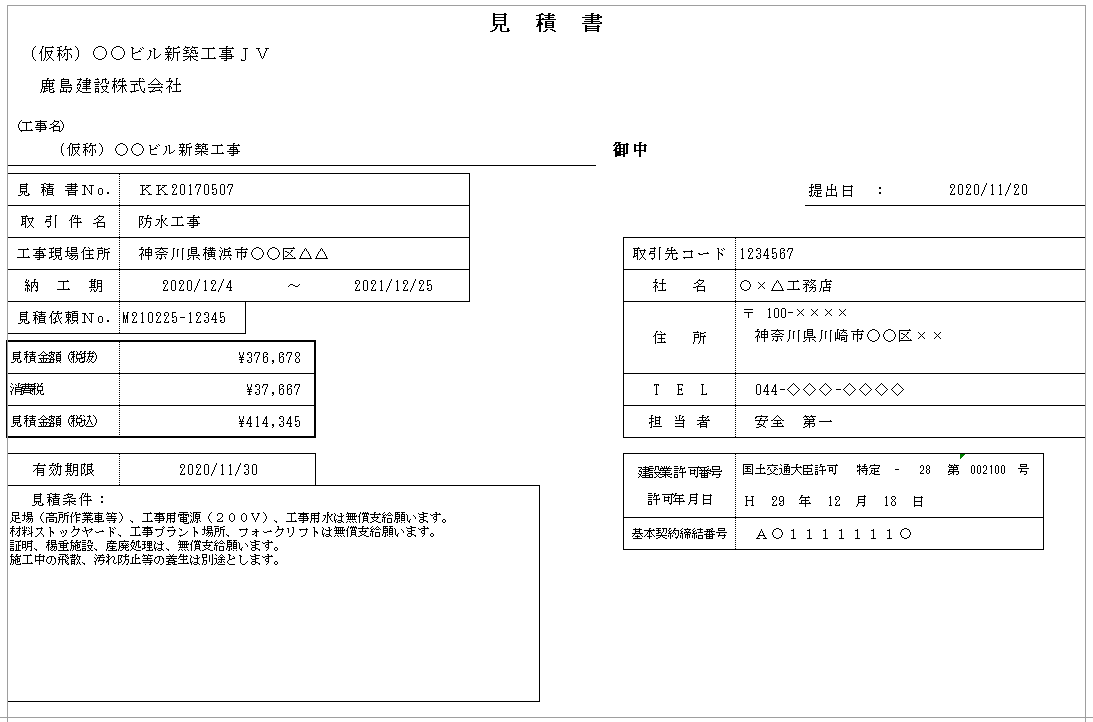 見 積 書
（仮称）○○ビル新築工事ＪＶ
鹿島建設株式会社
(工事名)
（仮称）○○ビル新築工事
御中
見 積 書Ｎｏ. ＫＫ20170507
提出日 ： 2020/11/20
取 引 件 名 防水工事
工事現場住所 神奈川県横浜市○○区△△
納 工 期 2020/12/4 ～ 2021/12/25
見積依頼Ｎｏ. M210225-12345
見積金額（税抜） ¥376,678
消費税 ¥37,667
見積金額（税込） ¥414,345
有効期限 2020/11/30
見積条件：
足場（高所作業車等）、工事用電源（２００Ｖ）、工事用水は無償支給願います。
材料ストックヤード、工事プラント場所、フォークリフトは無償支給願います。
証明、楊重施設、産廃処理は、無償支給願います。
施工中の飛散、汚れ防止等の養生は別途とします。
取引先コード 1234567
社 名 ○×△工務店
住 所 〒 100-××××
神奈川県川崎市○○区××
Ｔ Ｅ Ｌ 044-◇◇◇-◇◇◇◇
担 当 者 安全 第一
建設業許可番号 国土交通大臣許可 特定 - 28 第 002100 号
許可年月日 Ｈ 29 年 12 月 18 日
基本契約締結番号 Ａ○１１１１１１１○